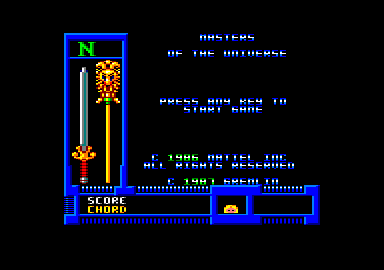 N
MASTERS
OF THE UNIVERSE
PRESS ANY KEY TO
START GAME
C 1986 MATTEL INC
ALL RIGHTS RESERVED
C 1987 GREMLIN
SCORE
CHORD